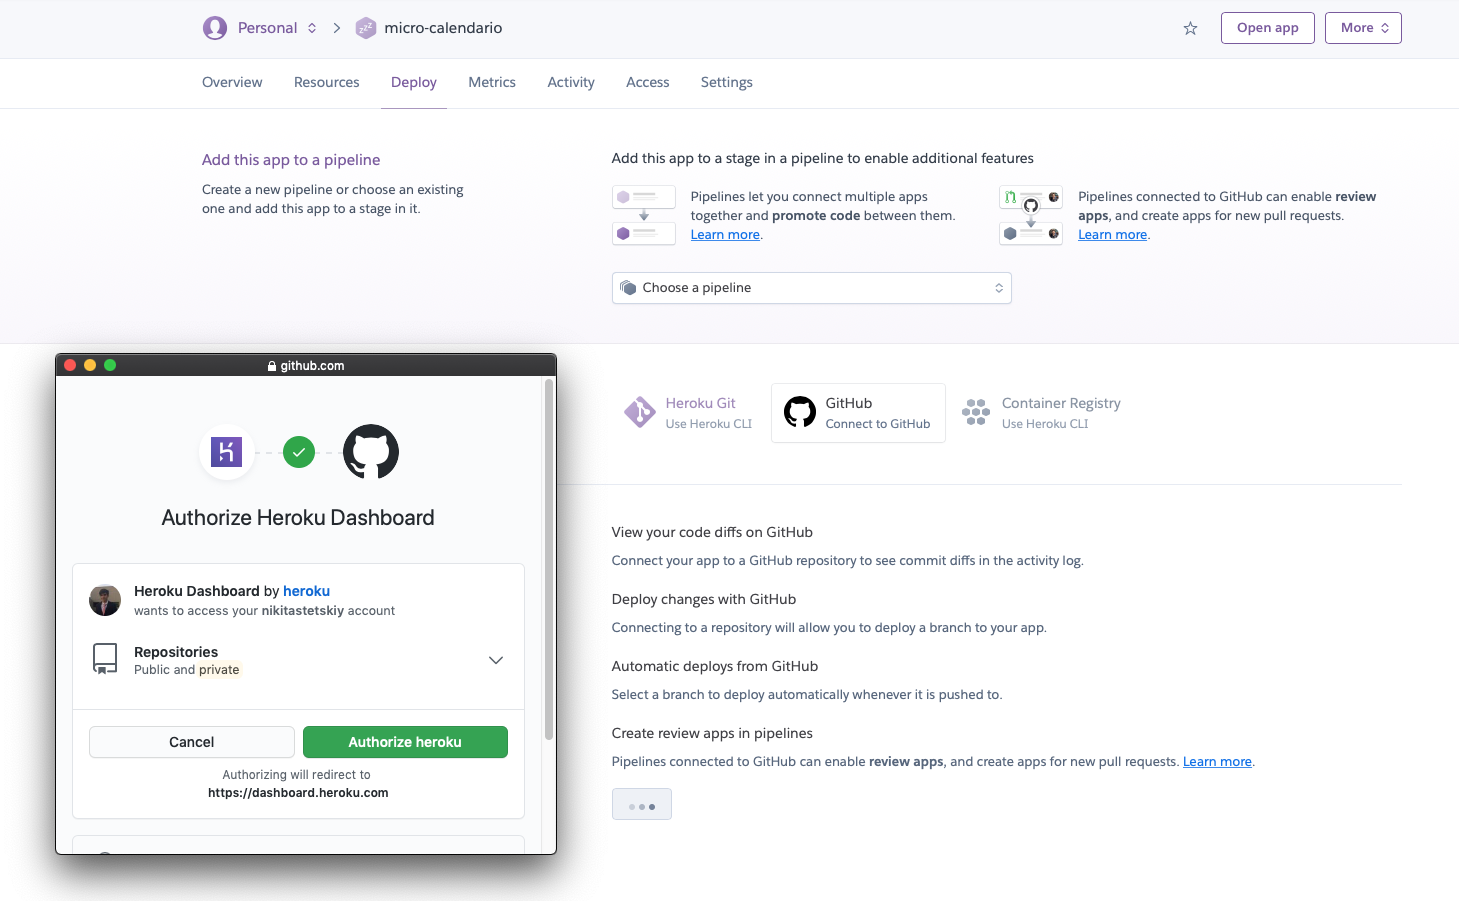 Personal
micro-calendario
Open app
More
Overview
Resources
Deploy
Metrics
Activity
Access
Settings
Add this app to a pipeline
Create a new pipeline or choose an existing
one and add this app to a stage in it.
Add this app to a stage in a pipeline to enable additional features
Pipelines let you connect multiple apps
together and promote code between them.
Learn more.
Pipelines connected to GitHub can enable review
apps, and create apps for new pull requests.
Learn more.
Choose a pipeline
github.com
Authorize Heroku Dashboard
Heroku Dashboard by heroku
wants to access your nikitastetskiy account
Repositories
Public and private
Cancel
Authorize heroku
Authorizing will redirect to
https://dashboard.heroku.com
Heroku Git
Use Heroku CLI
GitHub
Connect to GitHub
Container Registry
Use Heroku CLI
View your code diffs on GitHub
Connect your app to a GitHub repository to see commit diffs in the activity log.
Deploy changes with GitHub
Connecting to a repository will allow you to deploy a branch to your app.
Automatic deploys from GitHub
Select a branch to deploy automatically whenever it is pushed to.
Create review apps in pipelines
Pipelines connected to GitHub can enable review apps, and create apps for new pull requests. Learn more.